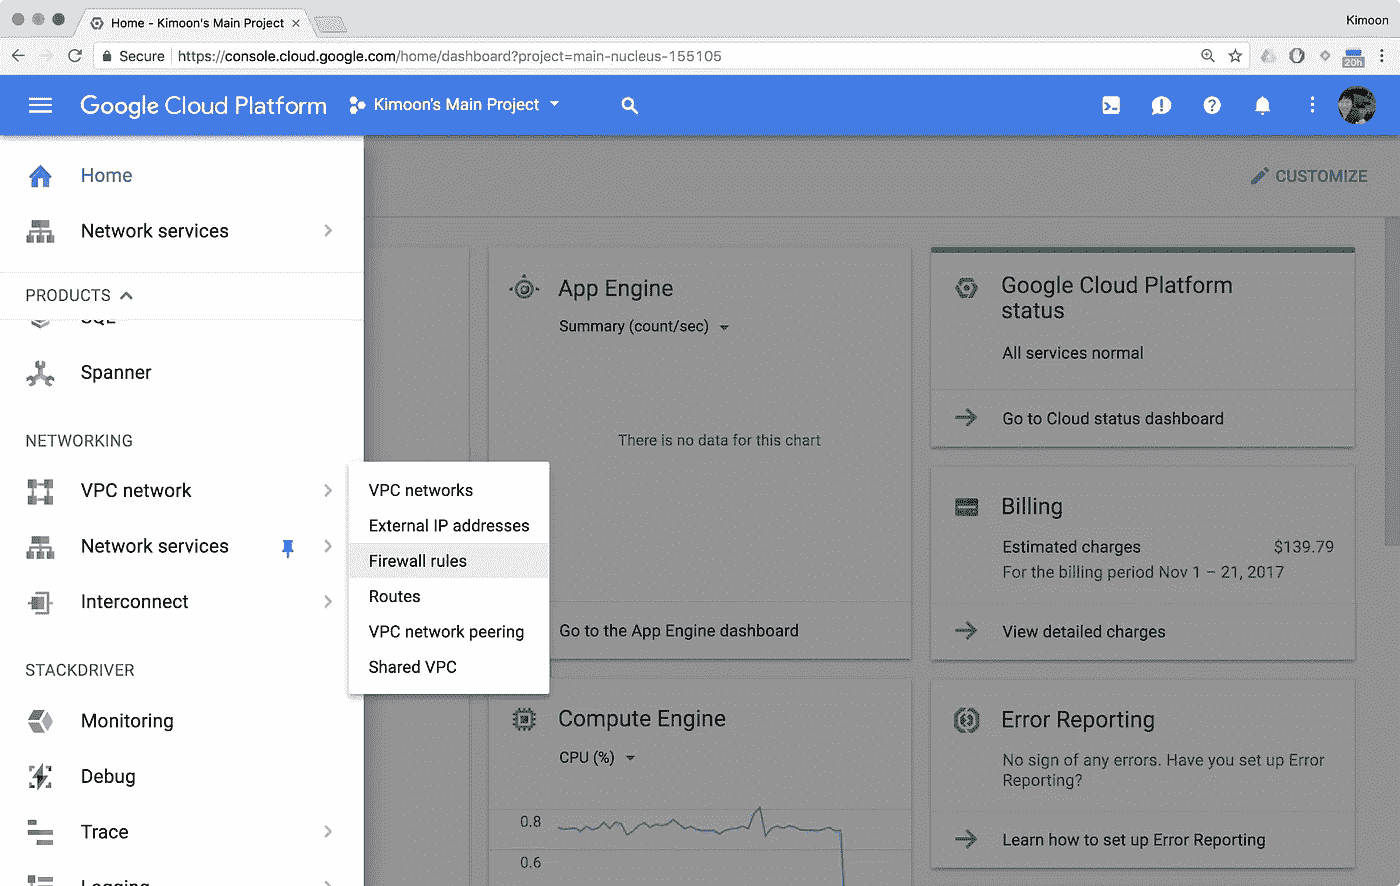 Home - Kimoon's Main Project
Kimoon
Secure
https://console.cloud.google.com/home/dashboard?project=main-nucleus-155105
20h
Google Cloud Platform
Kimoon's Main Project
Home
Network services
PRODUCTS
SQL
Spanner
NETWORKING
VPC network
Network services
Interconnect
STACKDRIVER
Monitoring
Debug
Trace
Logging
VPC networks
External IP addresses
Firewall rules
Routes
VPC network peering
Shared VPC
CUSTOMIZE
App Engine
Summary (count/sec)
There is no data for this chart
Go to the App Engine dashboard
Compute Engine
CPU (%)
0.8
0.6
Google Cloud Platform
status
All services normal
Go to Cloud status dashboard
Billing
Estimated charges $139.79
For the billing period Nov 1 – 21, 2017
View detailed charges
Error Reporting
No sign of any errors. Have you set up Error
Reporting?
Learn how to set up Error Reporting